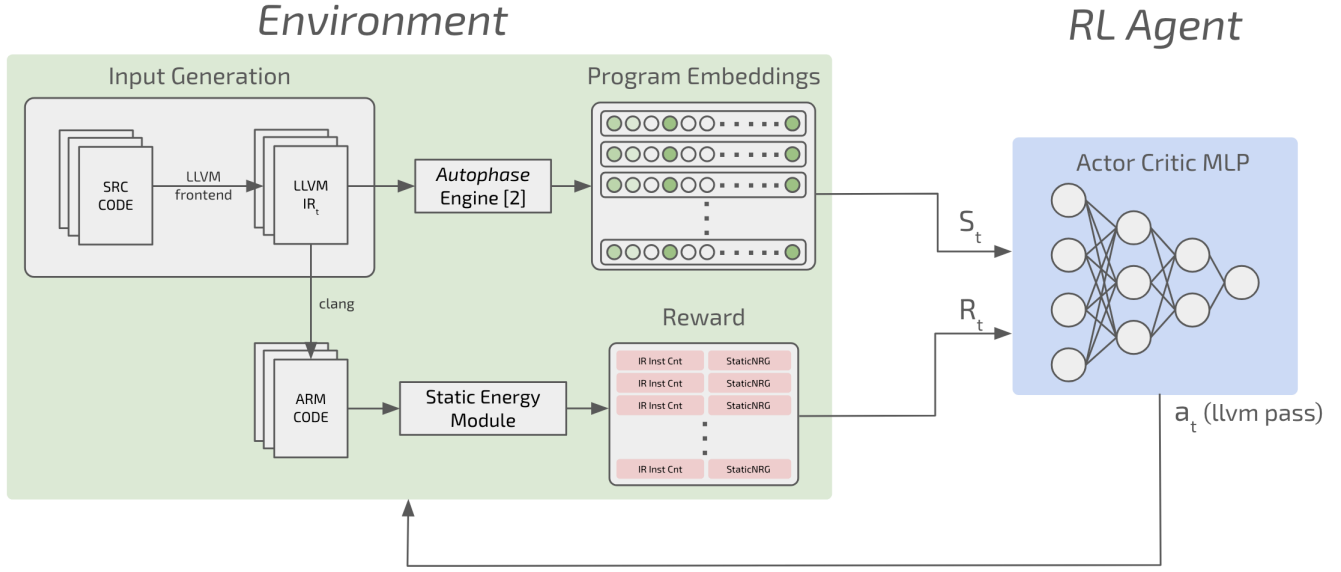 Environment
RL Agent
Input Generation
Program Embeddings
SRC
CODE
LLVM
frontend
LLVM
IRt
Autophase
Engine [2]
Actor Critic MLP
St
clang
Reward
Rt
IR Inst Cnt StaticNRG
IR Inst Cnt StaticNRG
IR Inst Cnt StaticNRG
IR Inst Cnt StaticNRG
ARM
CODE
Static Energy
Module
at (llvm pass)